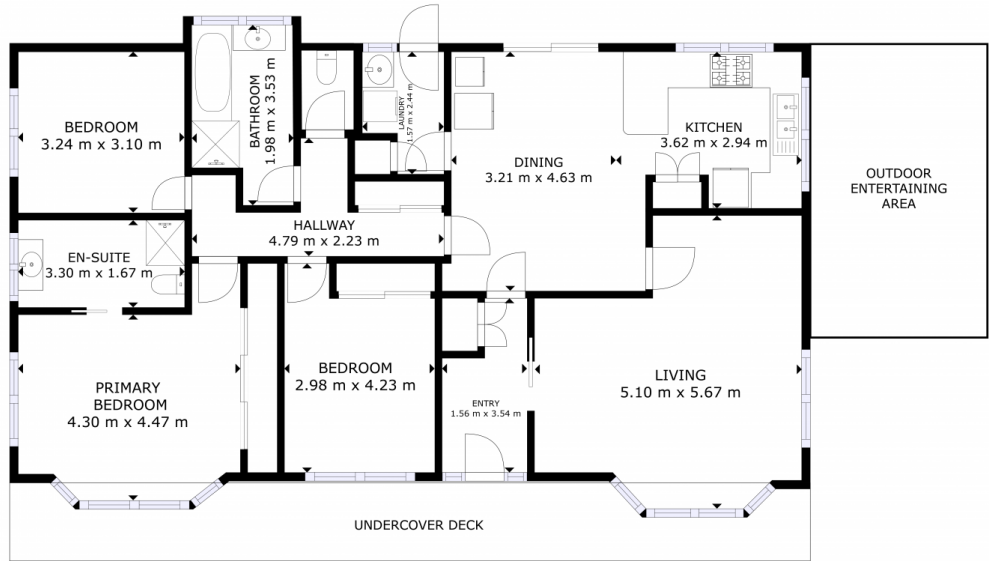 BEDROOM
3.24 m x 3.10 m
BATHROOM
1.98 m x 3.53 m
LAUNDRY
1.57 m x 2.44 m
DINING
3.21 m x 4.63 m
KITCHEN
3.62 m x 2.94 m
OUTDOOR
ENTERTAINING
AREA
HALLWAY
4.79 m x 2.23 m
EN-SUITE
3.30 m x 1.67 m
PRIMARY
BEDROOM
4.30 m x 4.47 m
BEDROOM
2.98 m x 4.23 m
ENTRY
1.56 m x 3.54 m
LIVING
5.10 m x 5.67 m
UNDERCOVER DECK